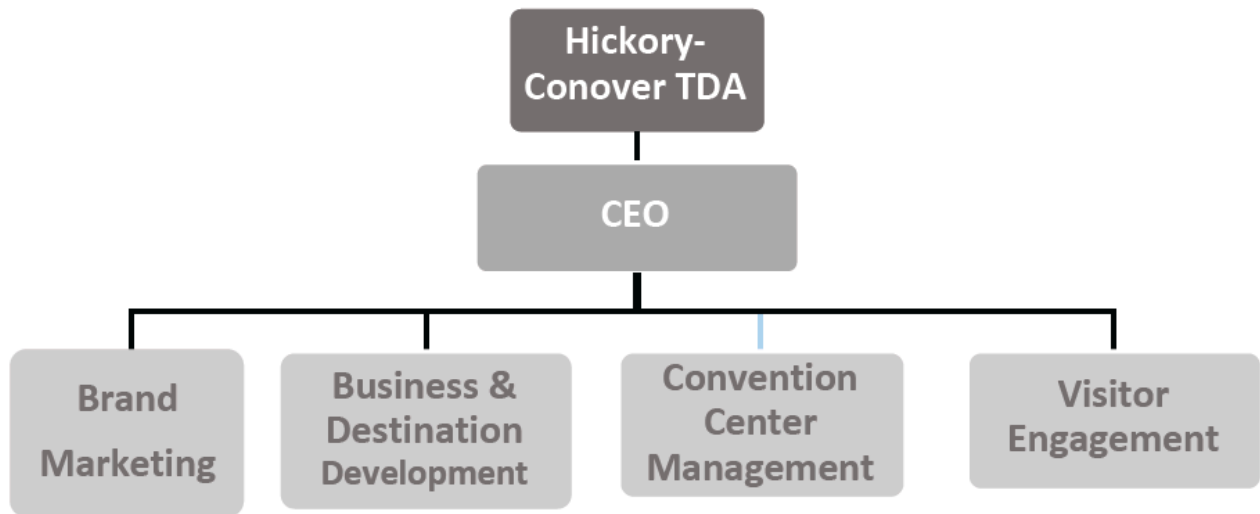 Hickory-
Conover TDA
CEO
Brand
Marketing
Business &
Destination
Development
Convention
Center
Management
Visitor
Engagement